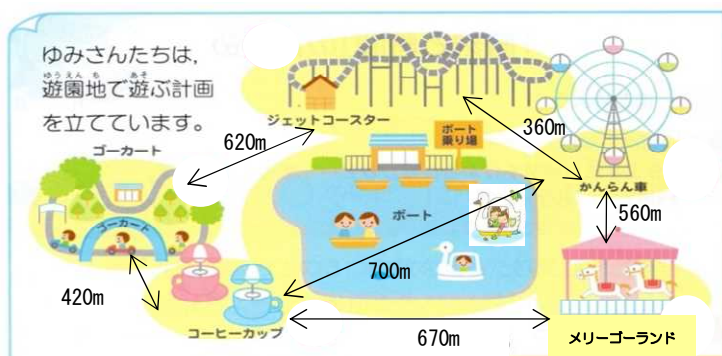 ゆみさんたちは,
ゆうえんち あそ
遊園地で遊ぶ計画
を立てています。
ジェットコースター
ボート
乗り場
ゴーカート
620m
360m
かんらん車
ゴーカート
ボート
560m
700m
420m
コーヒーカップ
670m
メリーゴーランド